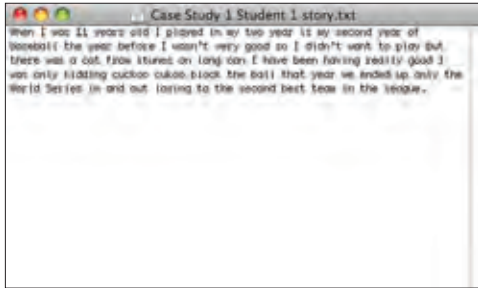 Case Study 1 Student 1 story.txt
When I was 11 years old I played in my two year is my second year of
baseball the year before I wasn't very good so I didn't want to play but
there was a cat from itunes on long can I have been having really good I
was only kidding cuckoo cukoo block the ball that year we ended up only the
World Series in and out losing to the second best team in the league.